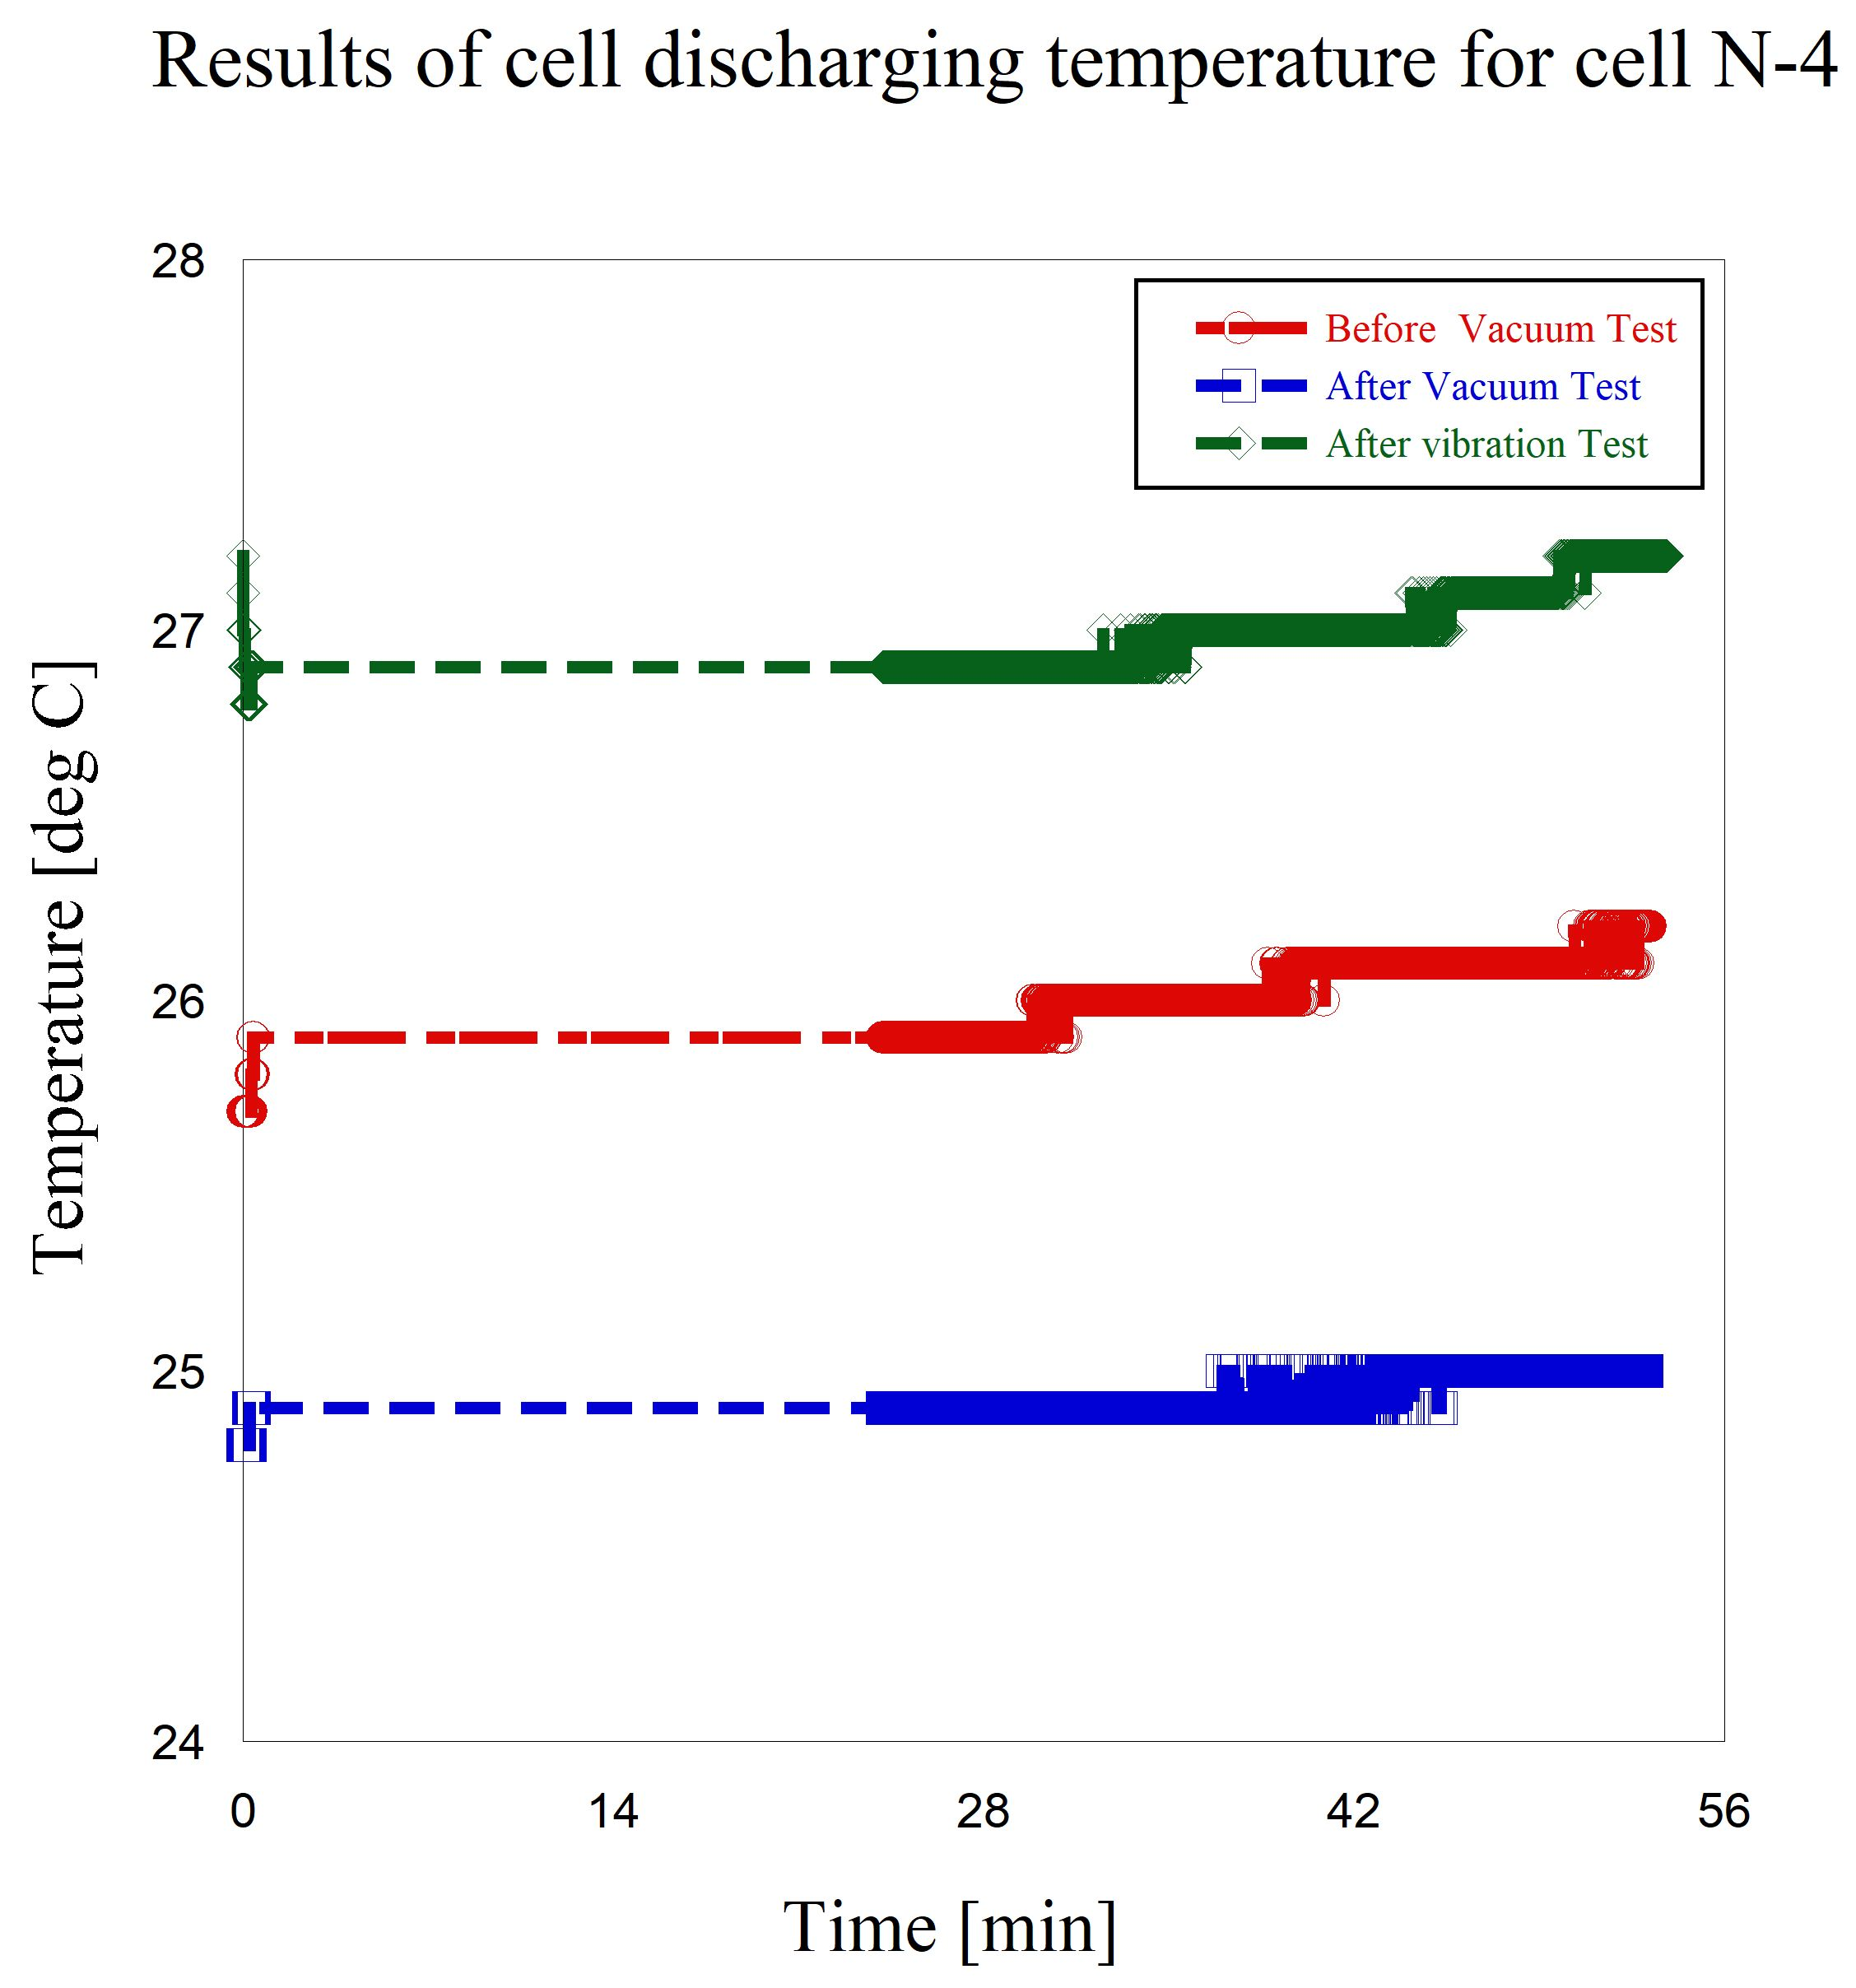 Results of cell discharging temperature for cell N-4
28
Before  Vacuum Test
After Vacuum Test
After vibration Test
27
26
25
24
Temperature [deg C]
0 14 28 42 56
Time [min]